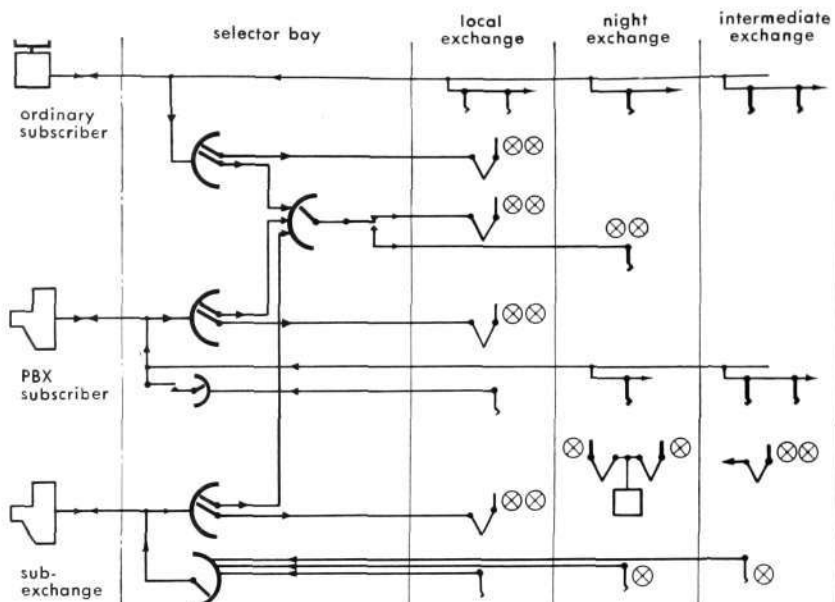 selector bay
local
exchange
night
exchange
intermediate
exchange
ordinary
subscriber
PBX
subscriber
sub-
exchange